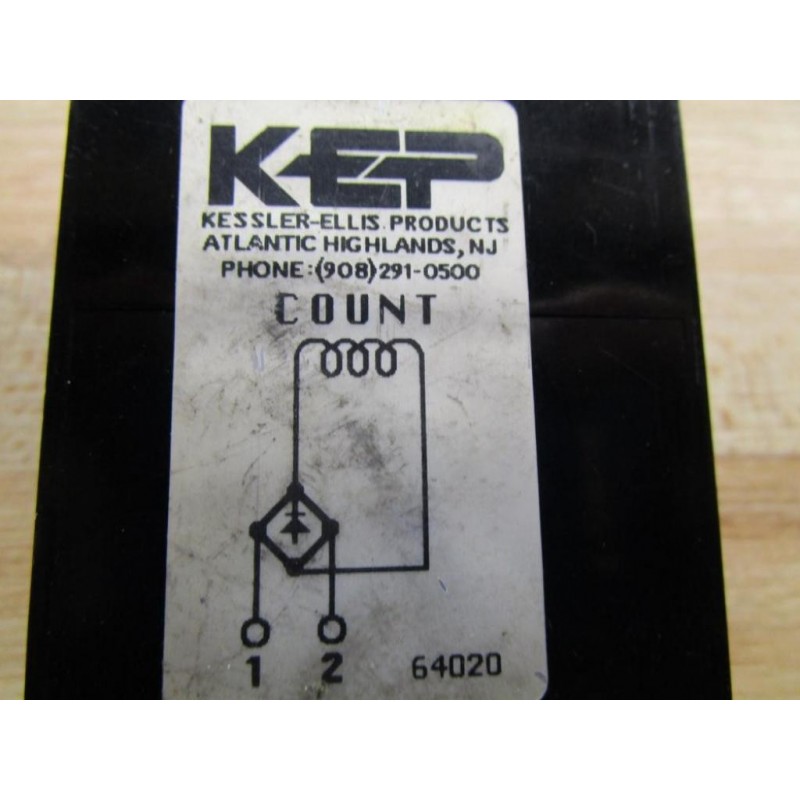 KEP
KESSLER-ELLIS PRODUCTS
ATLANTIC HIGHLANDS, NJ
PHONE:(908)291-0500
COUNT
1 2 64020